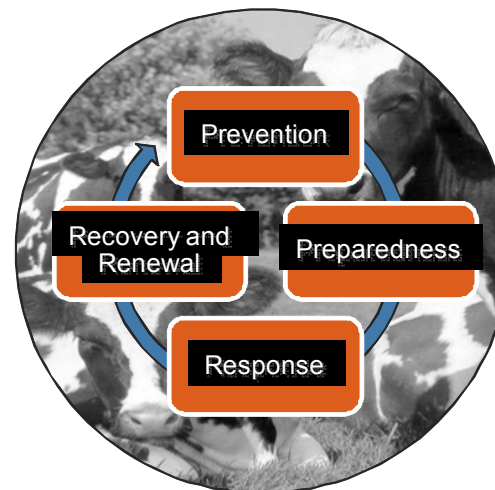 Prevention
Preparedness
Response
Recovery and
Renewal